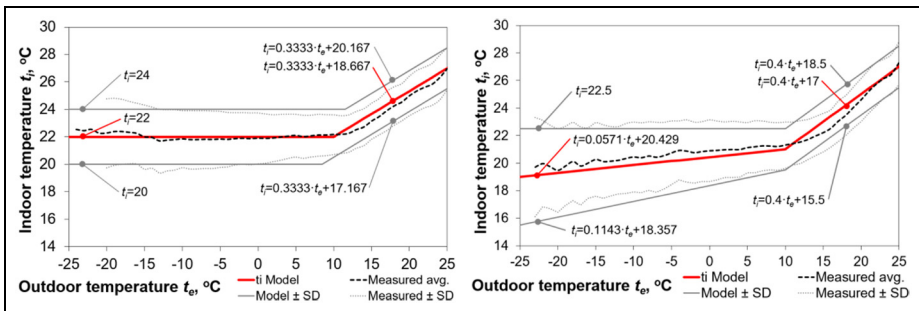 30
28
26
24
22
20
18
16
14
Indoor temperature tᵢ, ºC
tᵢ=24
tᵢ=22
tᵢ=20
tᵢ=0.3333·tₑ+20.167
tᵢ=0.3333·tₑ+18.667
tᵢ=0.3333·tₑ+17.167
-25 -20 -15 -10 -5 0 5 10 15 20 25
Outdoor temperature tₑ, ºC
ti Model
Measured avg.
Model ± SD
Measured ± SD
30
28
26
24
22
20
18
16
14
Indoor temperature tᵢ, ºC
tᵢ=22.5
tᵢ=0.0571·tₑ+20.429
tᵢ=0.1143·tₑ+18.357
tᵢ=0.4·tₑ+18.5
tᵢ=0.4·tₑ+17
tᵢ=0.4·tₑ+15.5
-25 -20 -15 -10 -5 0 5 10 15 20 25
Outdoor temperature tₑ, ºC
ti Model
Measured avg.
Model ± SD
Measured ± SD